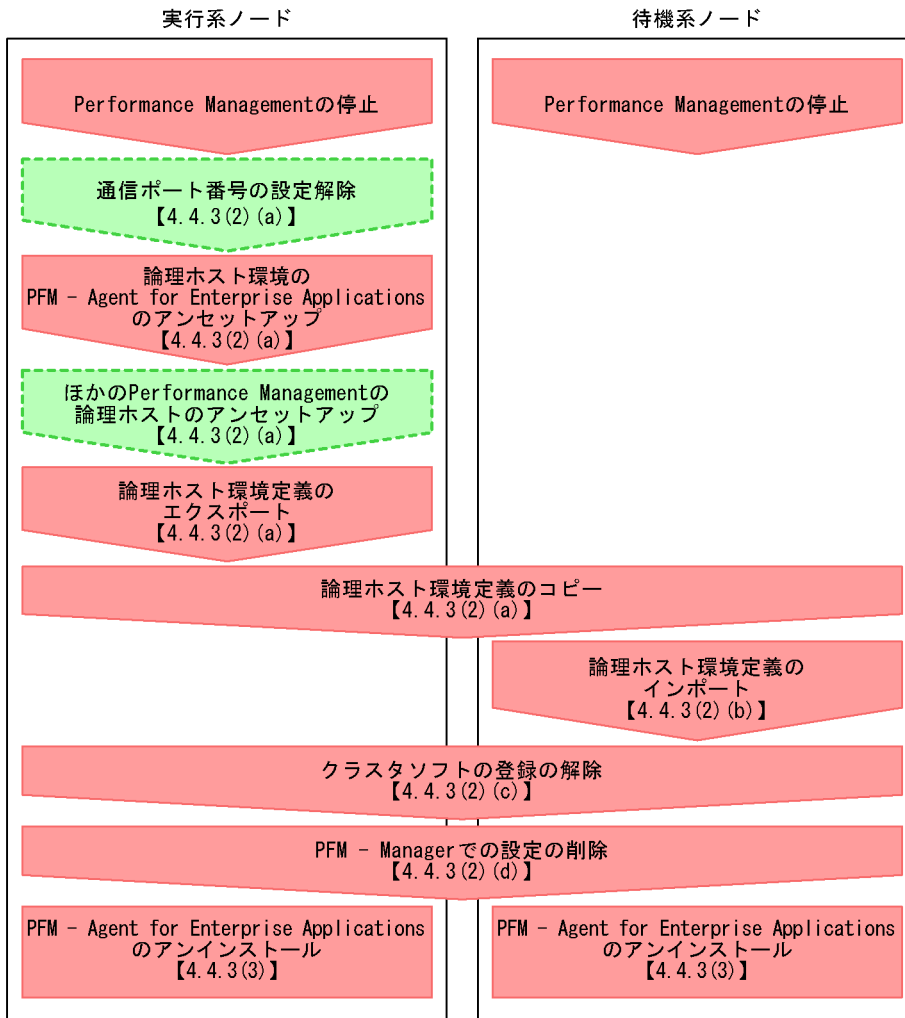 実行系ノード
待機系ノード
Performance Managementの停止
Performance Managementの停止
通信ポート番号の設定解除
【4.4.3(2)(a)】
論理ホスト環境の
PFM - Agent for Enterprise Applications
のアンセットアップ
【4.4.3(2)(a)】
ほかのPerformance Managementの
論理ホストのアンセットアップ
【4.4.3(2)(a)】
論理ホスト環境定義の
エクスポート
【4.4.3(2)(a)】
論理ホスト環境定義のコピー
【4.4.3(2)(a)】
論理ホスト環境定義の
インポート
【4.4.3(2)(b)】
クラスタソフトの登録の解除
【4.4.3(2)(c)】
PFM - Managerでの設定の削除
【4.4.3(2)(d)】
PFM - Agent for Enterprise Applications
のアンインストール
【4.4.3(3)】
PFM - Agent for Enterprise Applications
のアンインストール
【4.4.3(3)】